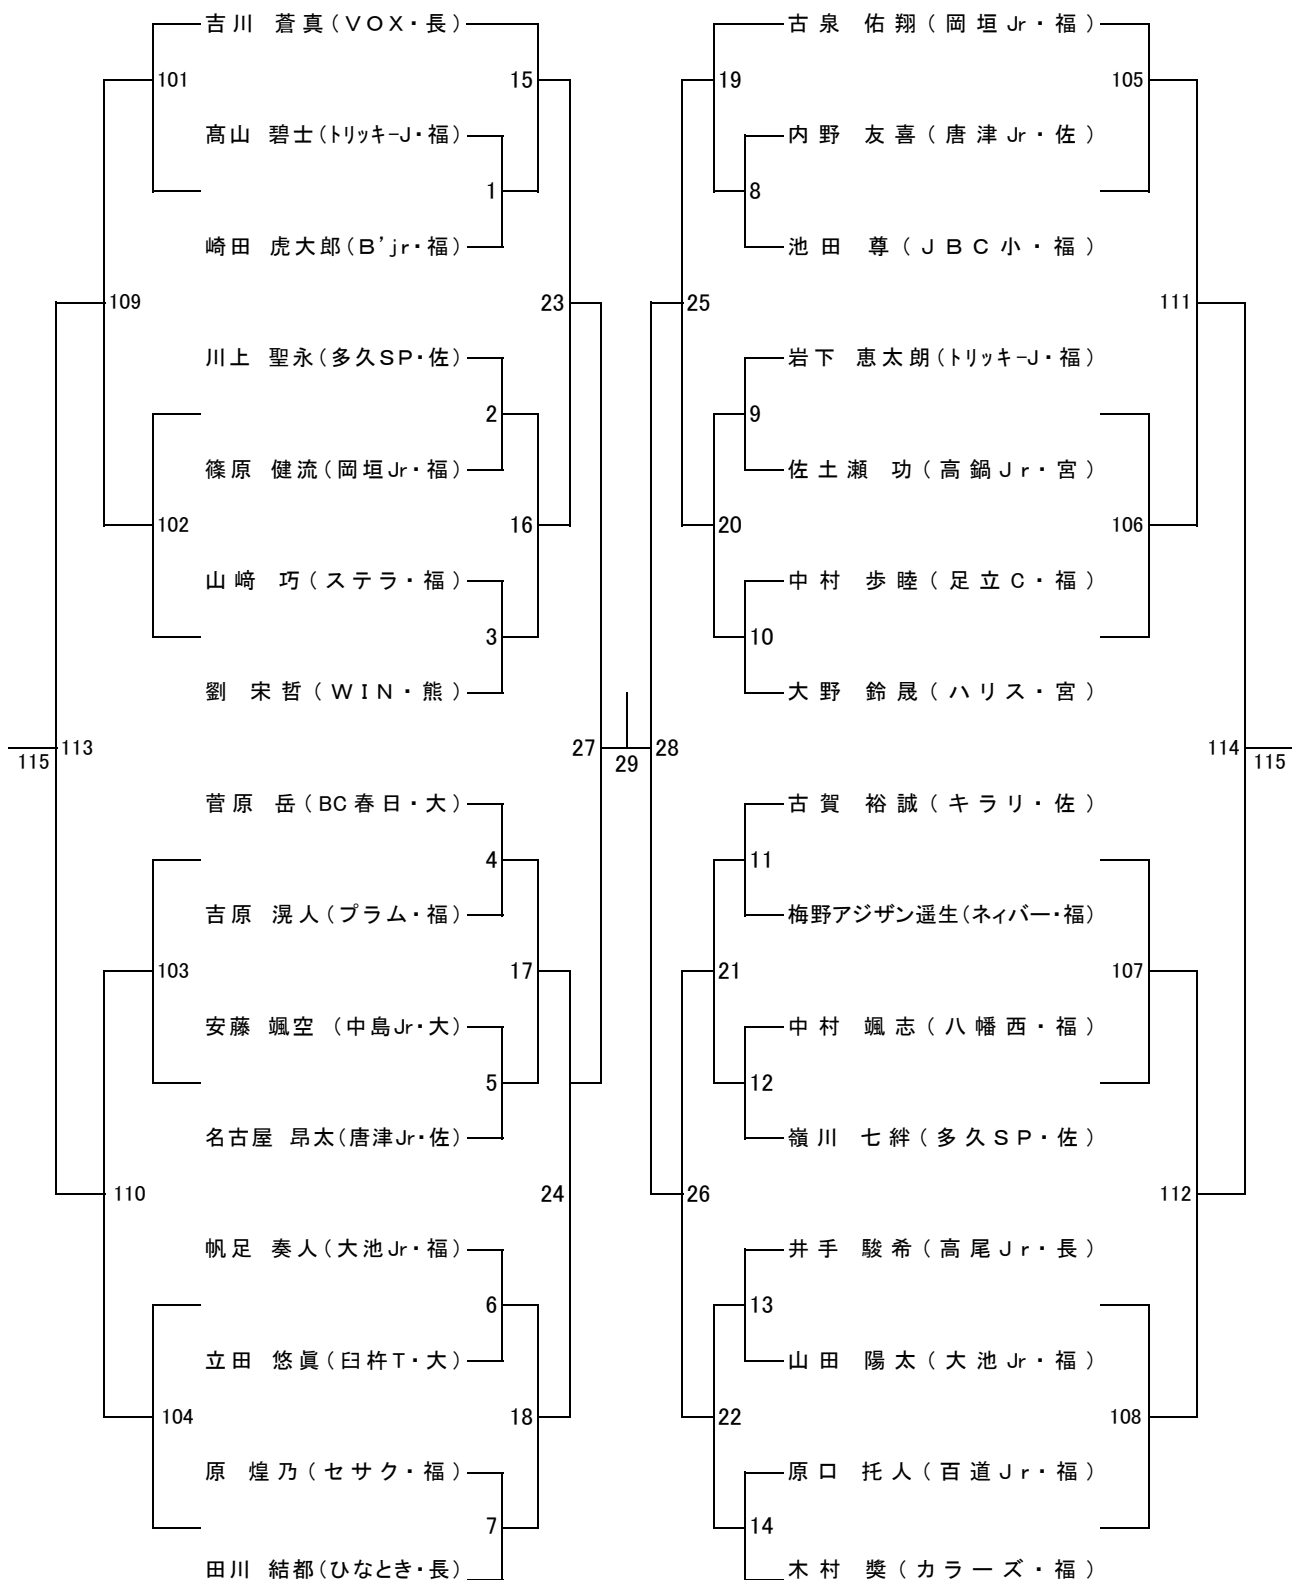 吉川 蒼真(VOX・長)
101
15
髙山 碧士(トリッキーJ・福)
1
崎田 虎大郎(B'jr・福)
109
23
川上 聖永(多久SP・佐)
2
篠原 健流(岡垣Jr・福)
102
16
山﨑 巧(ステラ・福)
3
劉 宋哲(WIN・熊)
115
113
27
29
菅原 岳(BC春日・大)
4
吉原 滉人(プラム・福)
103
17
安藤 颯空 (中島Jr・大)
5
名古屋 昂太(唐津Jr・佐)
110
24
帆足 奏人(大池Jr・福)
6
立田 悠眞(臼杵T・大)
104
18
原 煌乃(セサク・福)
7
田川 結都(ひなとき・長)
古泉 佑翔(岡垣Jr・福)
19
105
内野 友喜(唐津Jr・佐)
8
池田 尊(JBC小・福)
25
111
岩下 恵太朗(トリッキーJ・福)
9
佐土瀬 功(高鍋Jr・宮)
20
106
中村 歩睦(足立C・福)
10
大野 鈴晟(ハリス・宮)
28
114
115
古賀 裕誠(キラリ・佐)
11
梅野アジザン遥生(ネィバー・福)
21
107
中村 颯志(八幡西・福)
12
嶺川 七絆(多久SP・佐)
26
112
井手 駿希(高尾Jr・長)
13
山田 陽太(大池Jr・福)
22
108
原口 托人(百道Jr・福)
14
木村 奨(カラーズ・福)